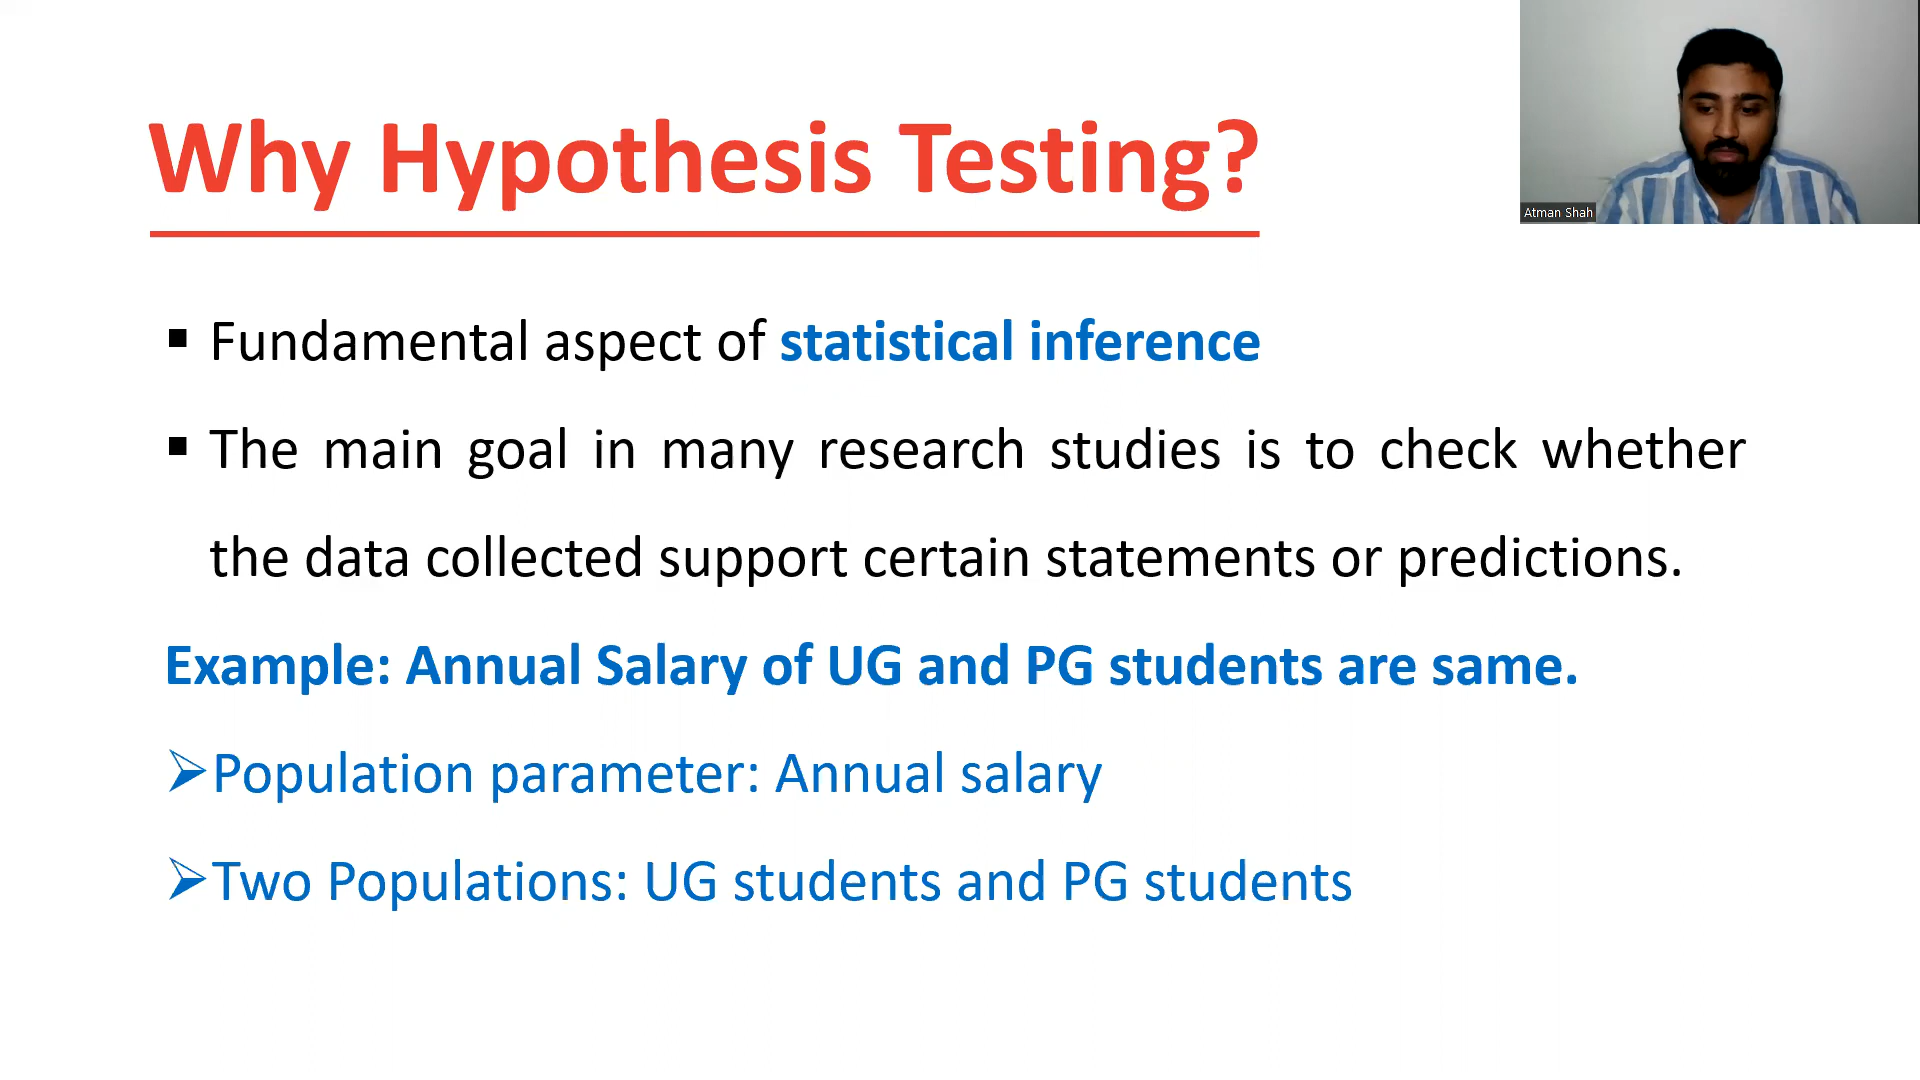 Why Hypothesis Testing?
Atman Shah
▪ Fundamental aspect of statistical inference
▪ The main goal in many research studies is to check whether
the data collected support certain statements or predictions.
Example: Annual Salary of UG and PG students are same.
➢Population parameter: Annual salary
➢Two Populations: UG students and PG students